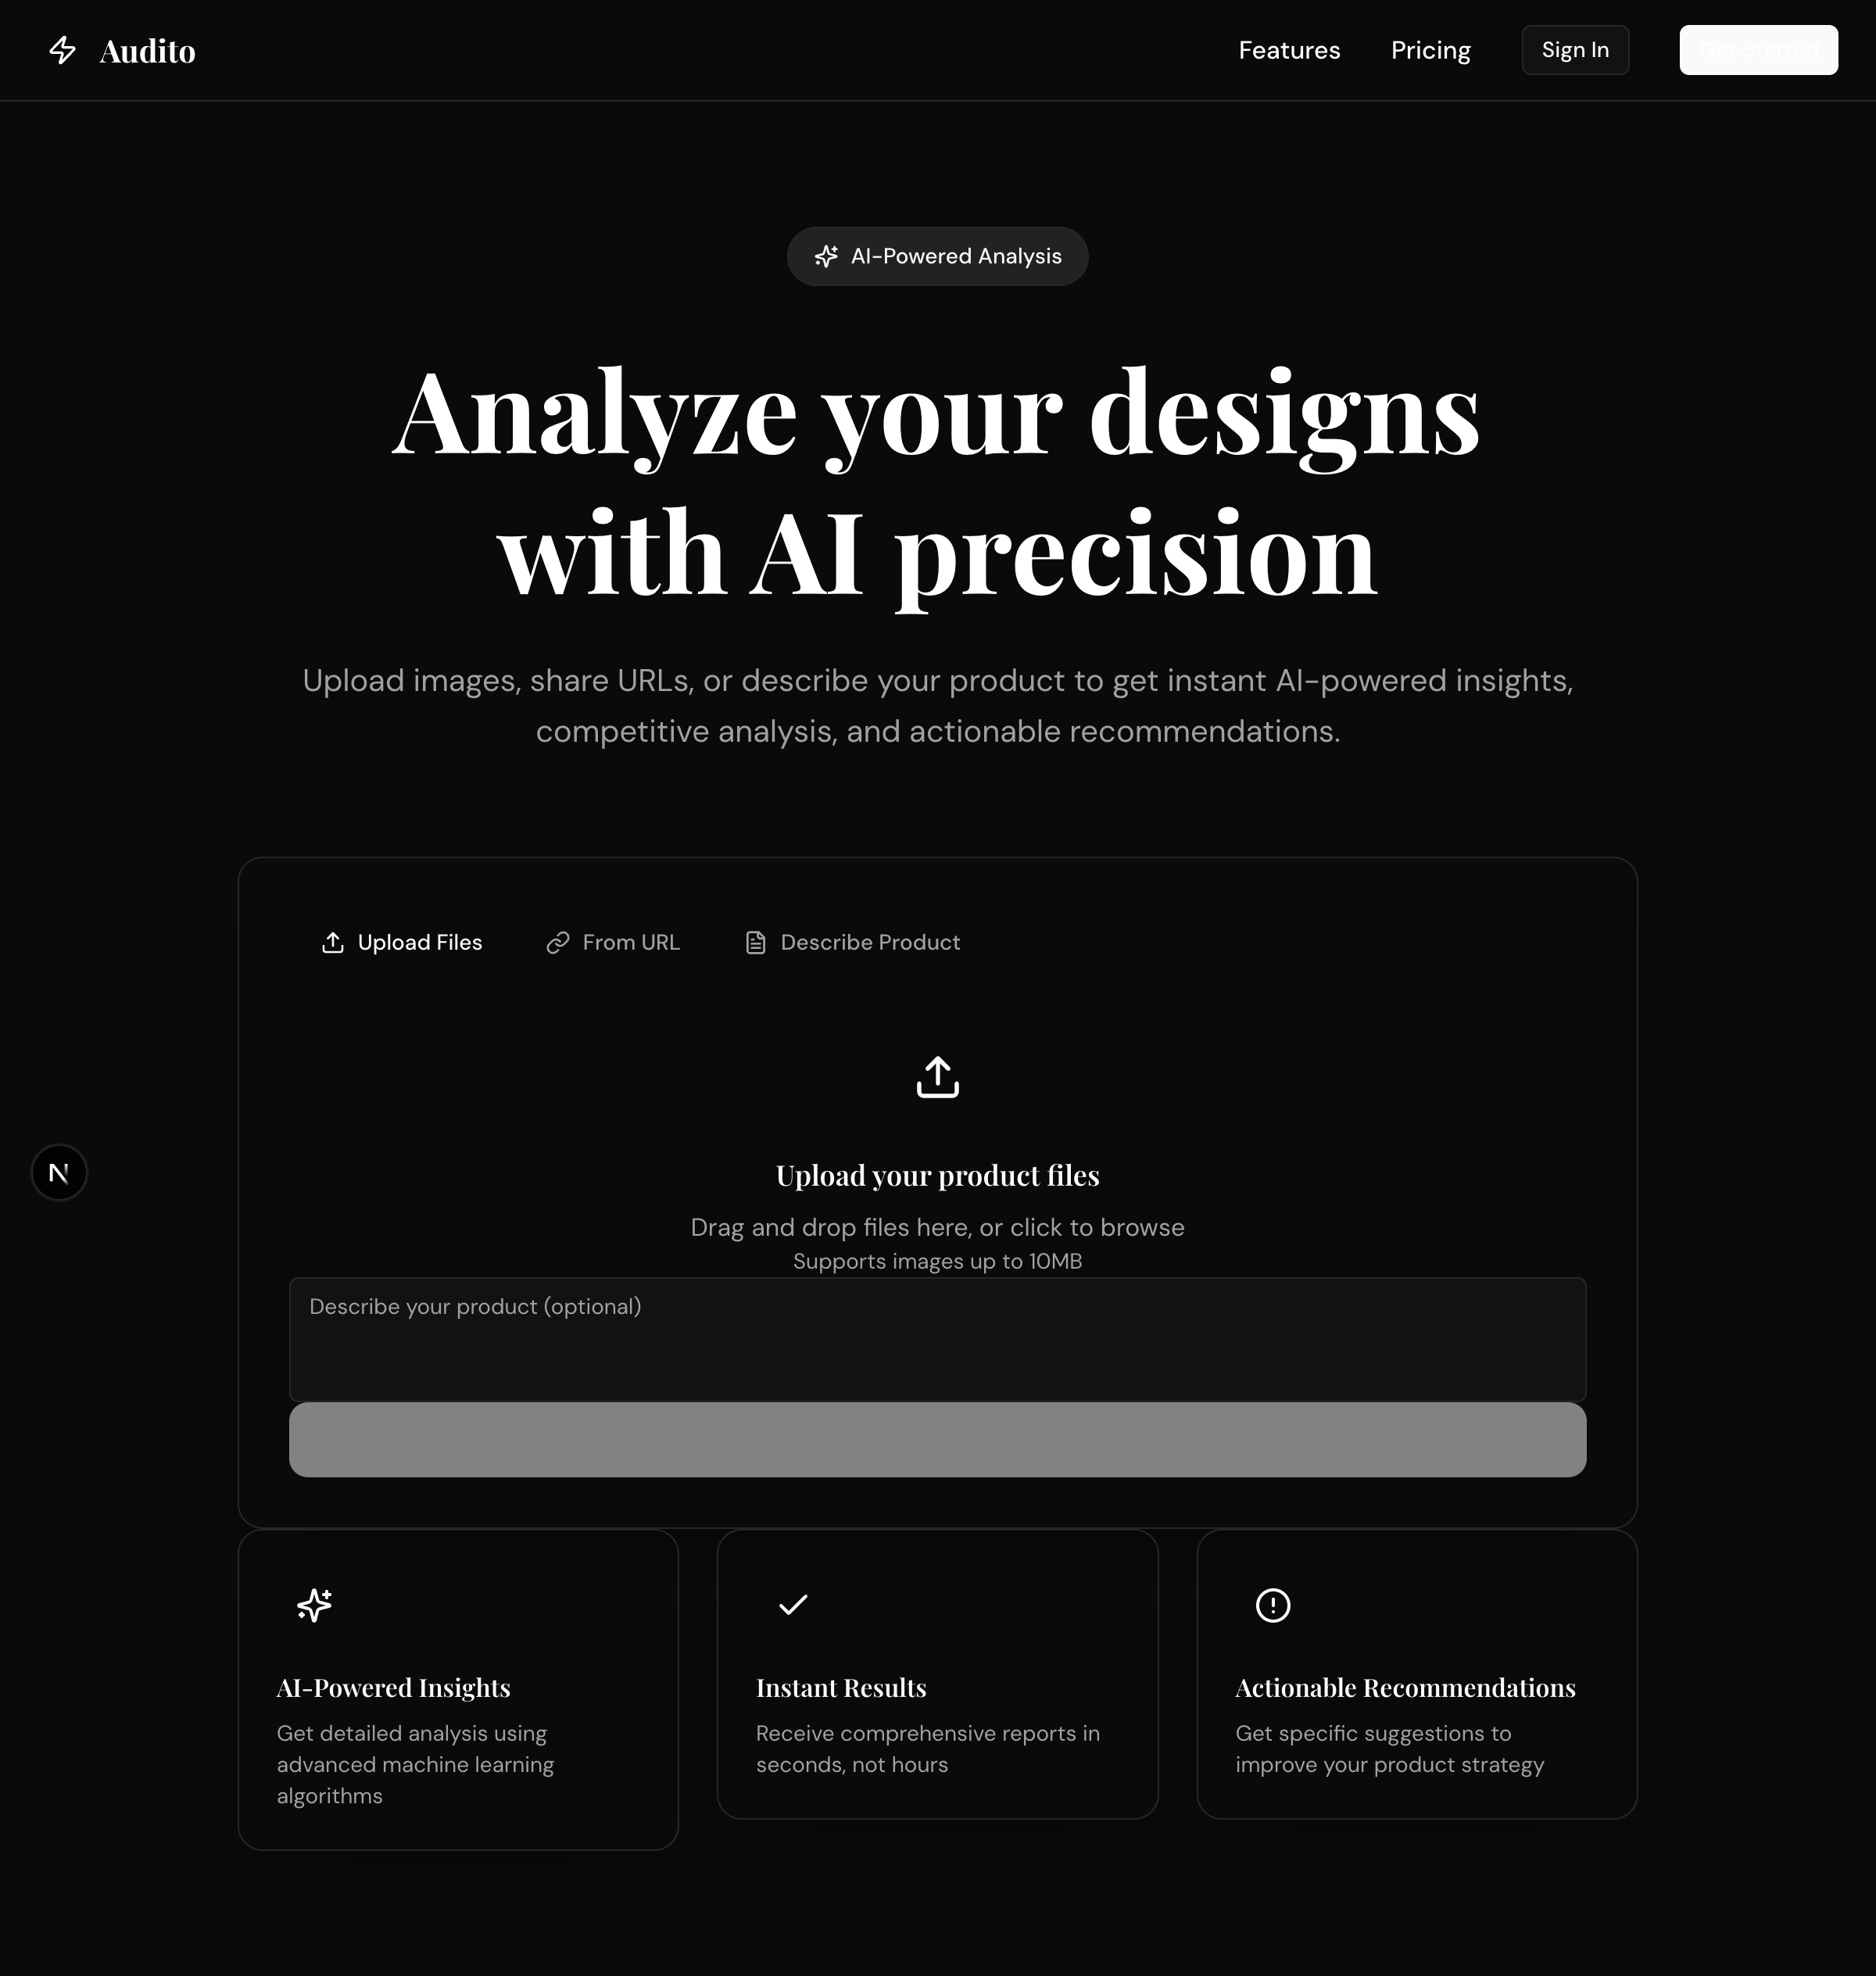 Audito
Features
Pricing
Sign In
Get Started
AI-Powered Analysis
Analyze your designs
with AI precision
Upload images, share URLs, or describe your product to get instant AI-powered insights,
competitive analysis, and actionable recommendations.
Upload Files
From URL
Describe Product
Upload your product files
Drag and drop files here, or click to browse
Supports images up to 10MB
Describe your product (optional)
N
AI-Powered Insights
Get detailed analysis using
advanced machine learning
algorithms
Instant Results
Receive comprehensive reports in
seconds, not hours
Actionable Recommendations
Get specific suggestions to
improve your product strategy